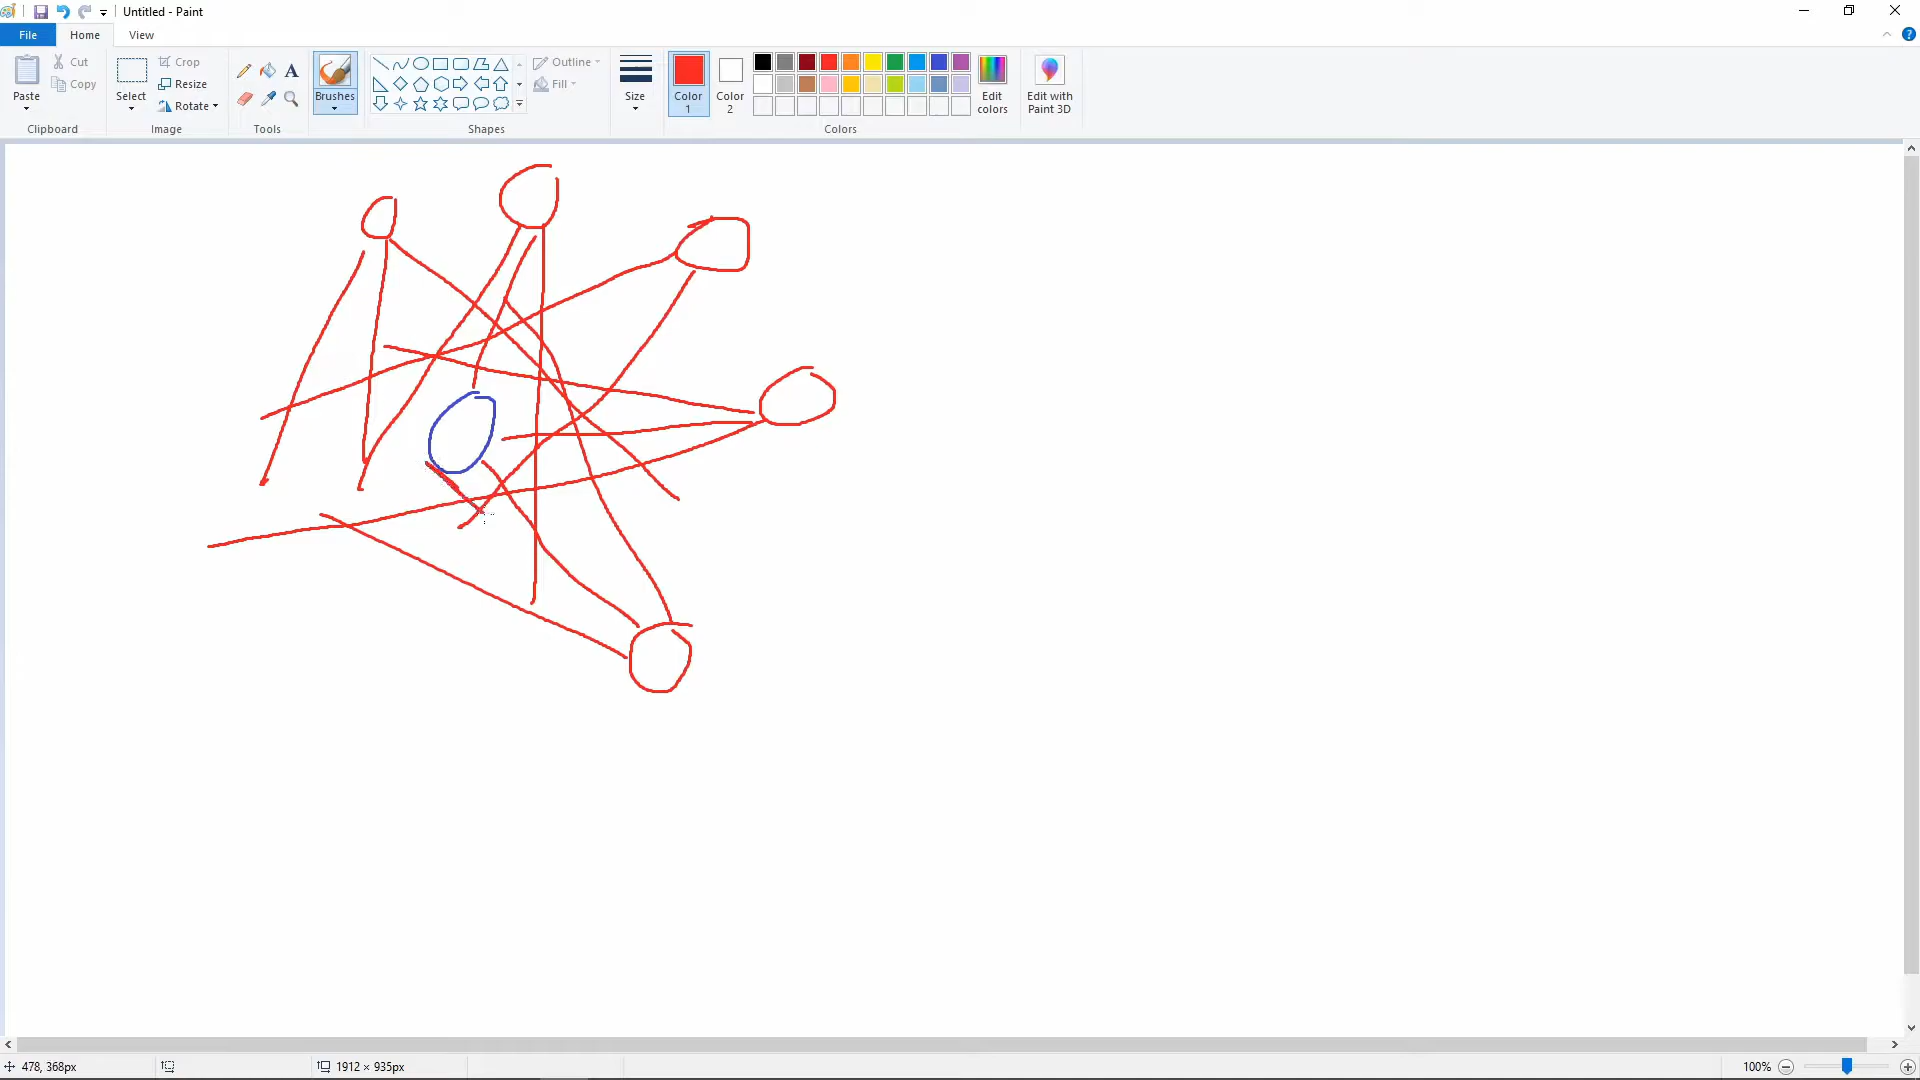 Untitled - Paint
File Home View
Paste
Cut
Copy
Clipboard
Select
Crop
Resize
Rotate
Image
A
Tools
Brushes
Shapes
Outline
Fill
Size
Color 1
Color 2
Edit colors
Colors
Edit with Paint 3D
478, 368px
1912 × 935px
100%